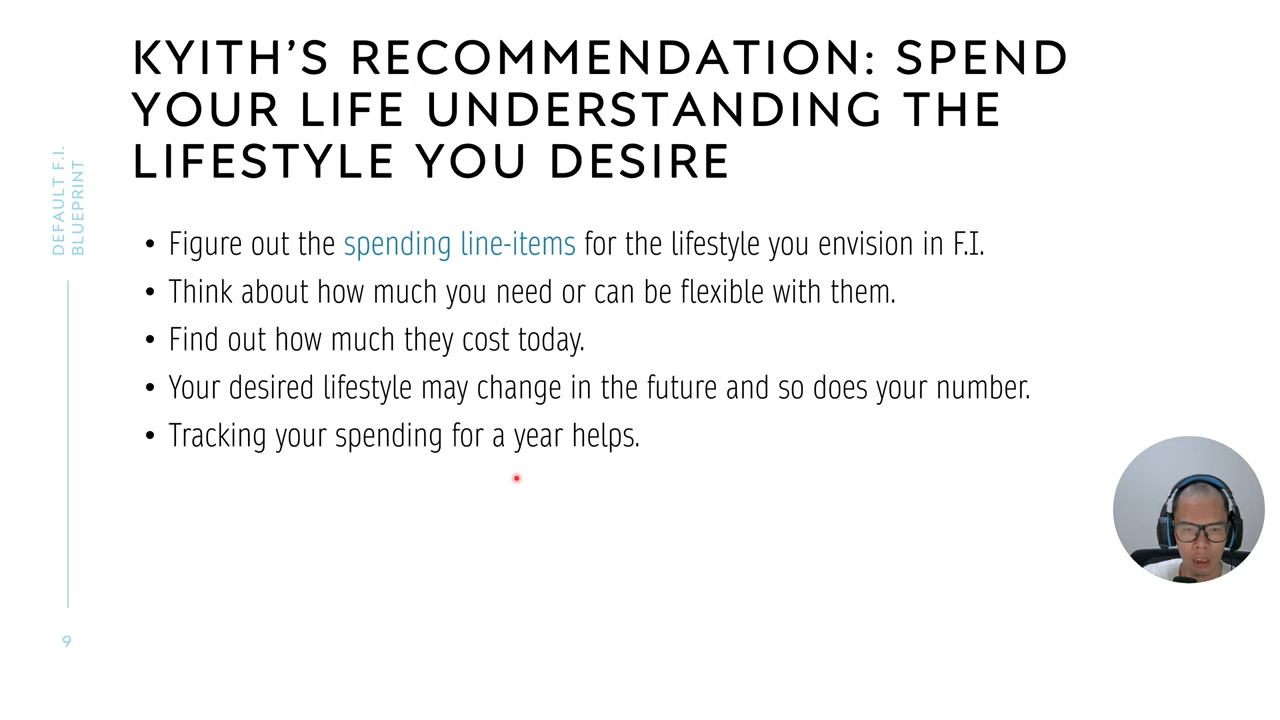 KYITH’S RECOMMENDATION: SPEND
YOUR LIFE UNDERSTANDING THE
LIFESTYLE YOU DESIRE
DEFAULT F.I.
BLUEPRINT
• Figure out the spending line-items for the lifestyle you envision in F.I.
• Think about how much you need or can be flexible with them.
• Find out how much they cost today.
• Your desired lifestyle may change in the future and so does your number.
• Tracking your spending for a year helps.
9